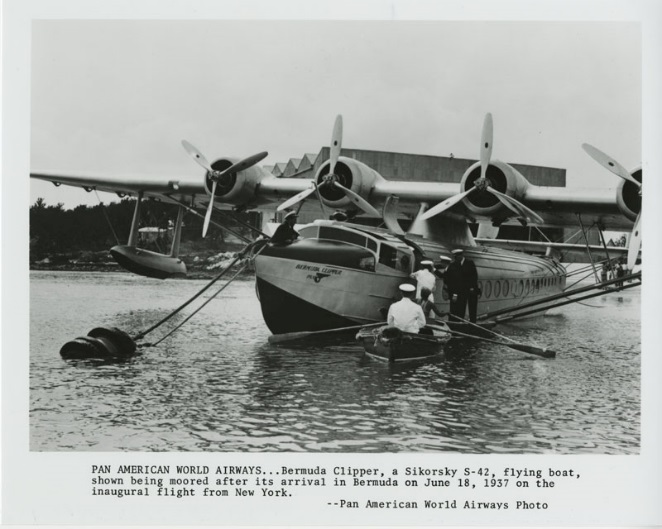 BERMUDA CLIPPER
PAN AMERICAN WORLD AIRWAYS...Bermuda Clipper, a Sikorsky S-42, flying boat,
shown being moored after its arrival in Bermuda on June 18, 1937 on the
inaugural flight from New York.
--Pan American World Airways Photo